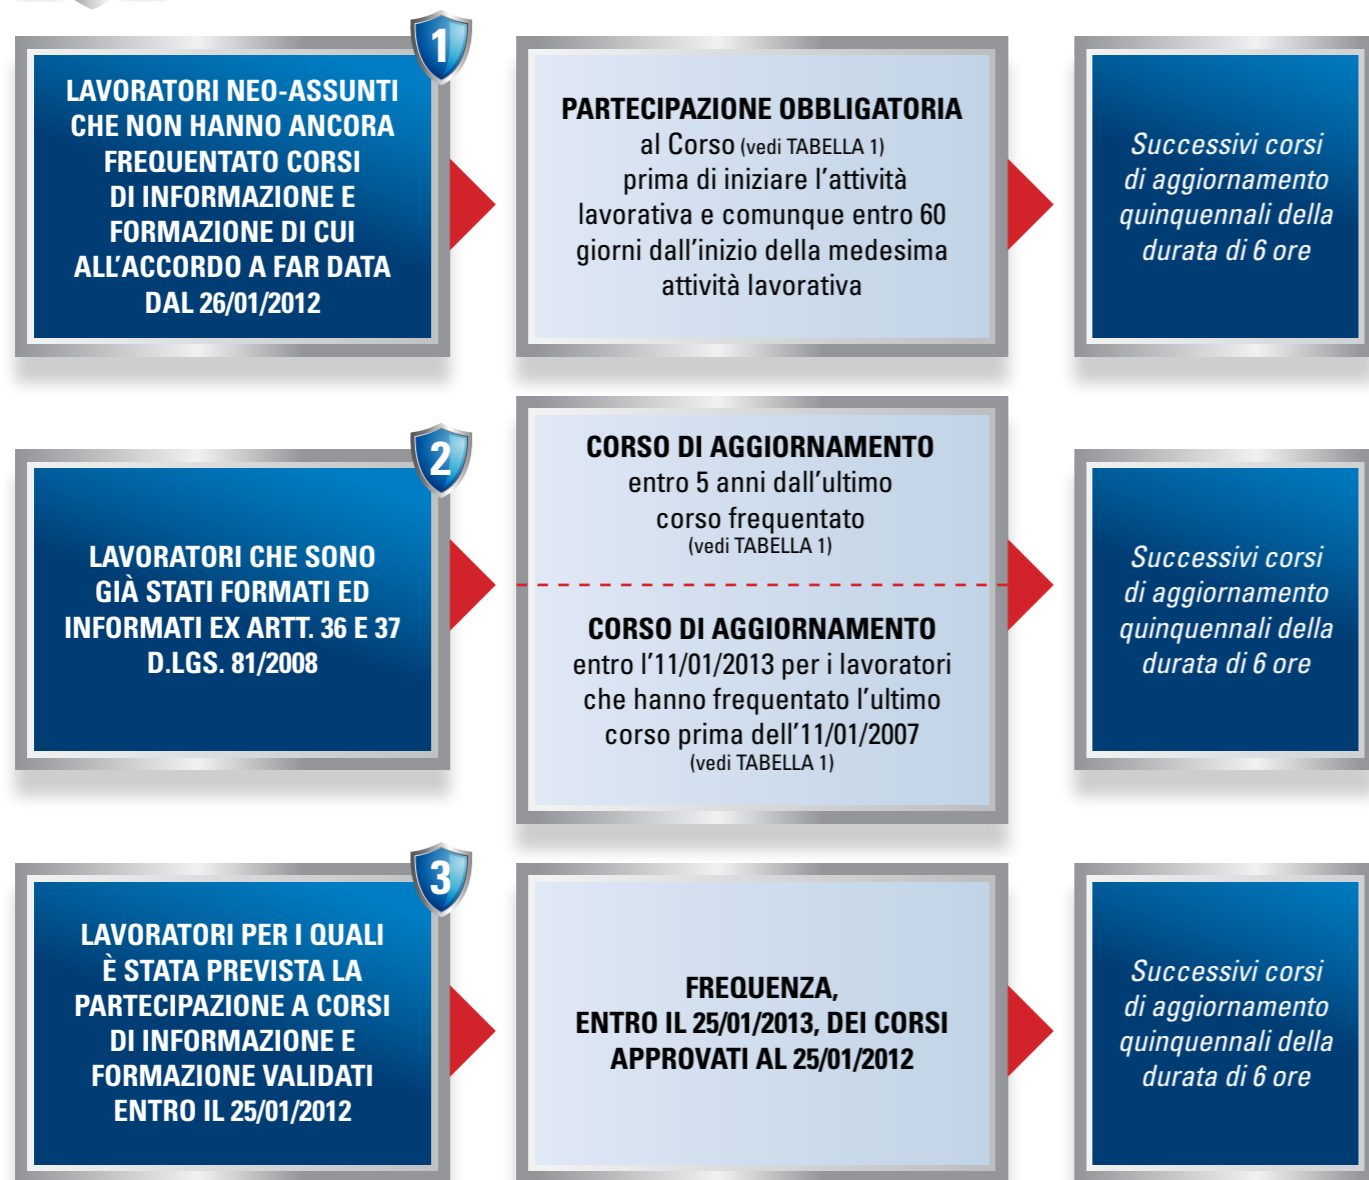 1
LAVORATORI NEO-ASSUNTI
CHE NON HANNO ANCORA
FREQUENTATO CORSI
DI INFORMAZIONE E
FORMAZIONE DI CUI
ALL'ACCORDO A FAR DATA
DAL 26/01/2012
PARTECIPAZIONE OBBLIGATORIA
al Corso (vedi TABELLA 1)
prima di iniziare l'attività
lavorativa e comunque entro 60
giorni dall'inizio della medesima
attività lavorativa
Successivi corsi
di aggiornamento
quinquennali della
durata di 6 ore
2
LAVORATORI CHE SONO
GIÀ STATI FORMATI ED
INFORMATI EX ARTT. 36 E 37
D.LGS. 81/2008
CORSO DI AGGIORNAMENTO
entro 5 anni dall'ultimo
corso frequentato
(vedi TABELLA 1)
CORSO DI AGGIORNAMENTO
entro l'11/01/2013 per i lavoratori
che hanno frequentato l'ultimo
corso prima dell'11/01/2007
(vedi TABELLA 1)
Successivi corsi
di aggiornamento
quinquennali della
durata di 6 ore
3
LAVORATORI PER I QUALI
È STATA PREVISTA LA
PARTECIPAZIONE A CORSI
DI INFORMAZIONE E
FORMAZIONE VALIDATI
ENTRO IL 25/01/2012
FREQUENZA,
ENTRO IL 25/01/2013, DEI CORSI
APPROVATI AL 25/01/2012
Successivi corsi
di aggiornamento
quinquennali della
durata di 6 ore